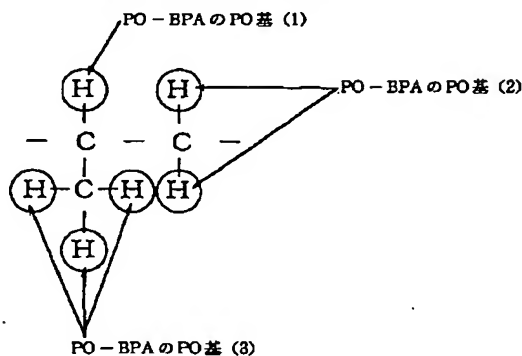 PO－BPAのPO基 (1)
H H
PO－BPAのPO基 (2)
－ C － C －
H C H H
H
PO－BPAのPO基 (3)